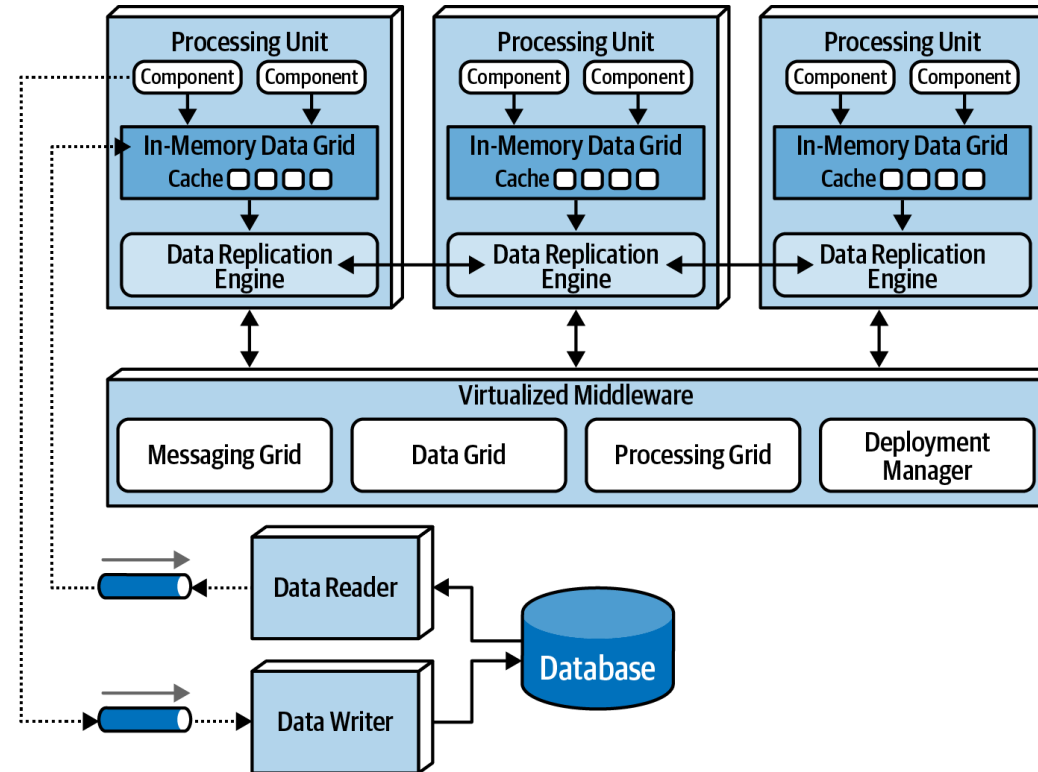 Processing Unit
Component
Component
In-Memory Data Grid
Cache
Data Replication
Engine
Processing Unit
Component
Component
In-Memory Data Grid
Cache
Data Replication
Engine
Processing Unit
Component
Component
In-Memory Data Grid
Cache
Data Replication
Engine
Virtualized Middleware
Messaging Grid
Data Grid
Processing Grid
Deployment
Manager
Data Reader
Database
Data Writer